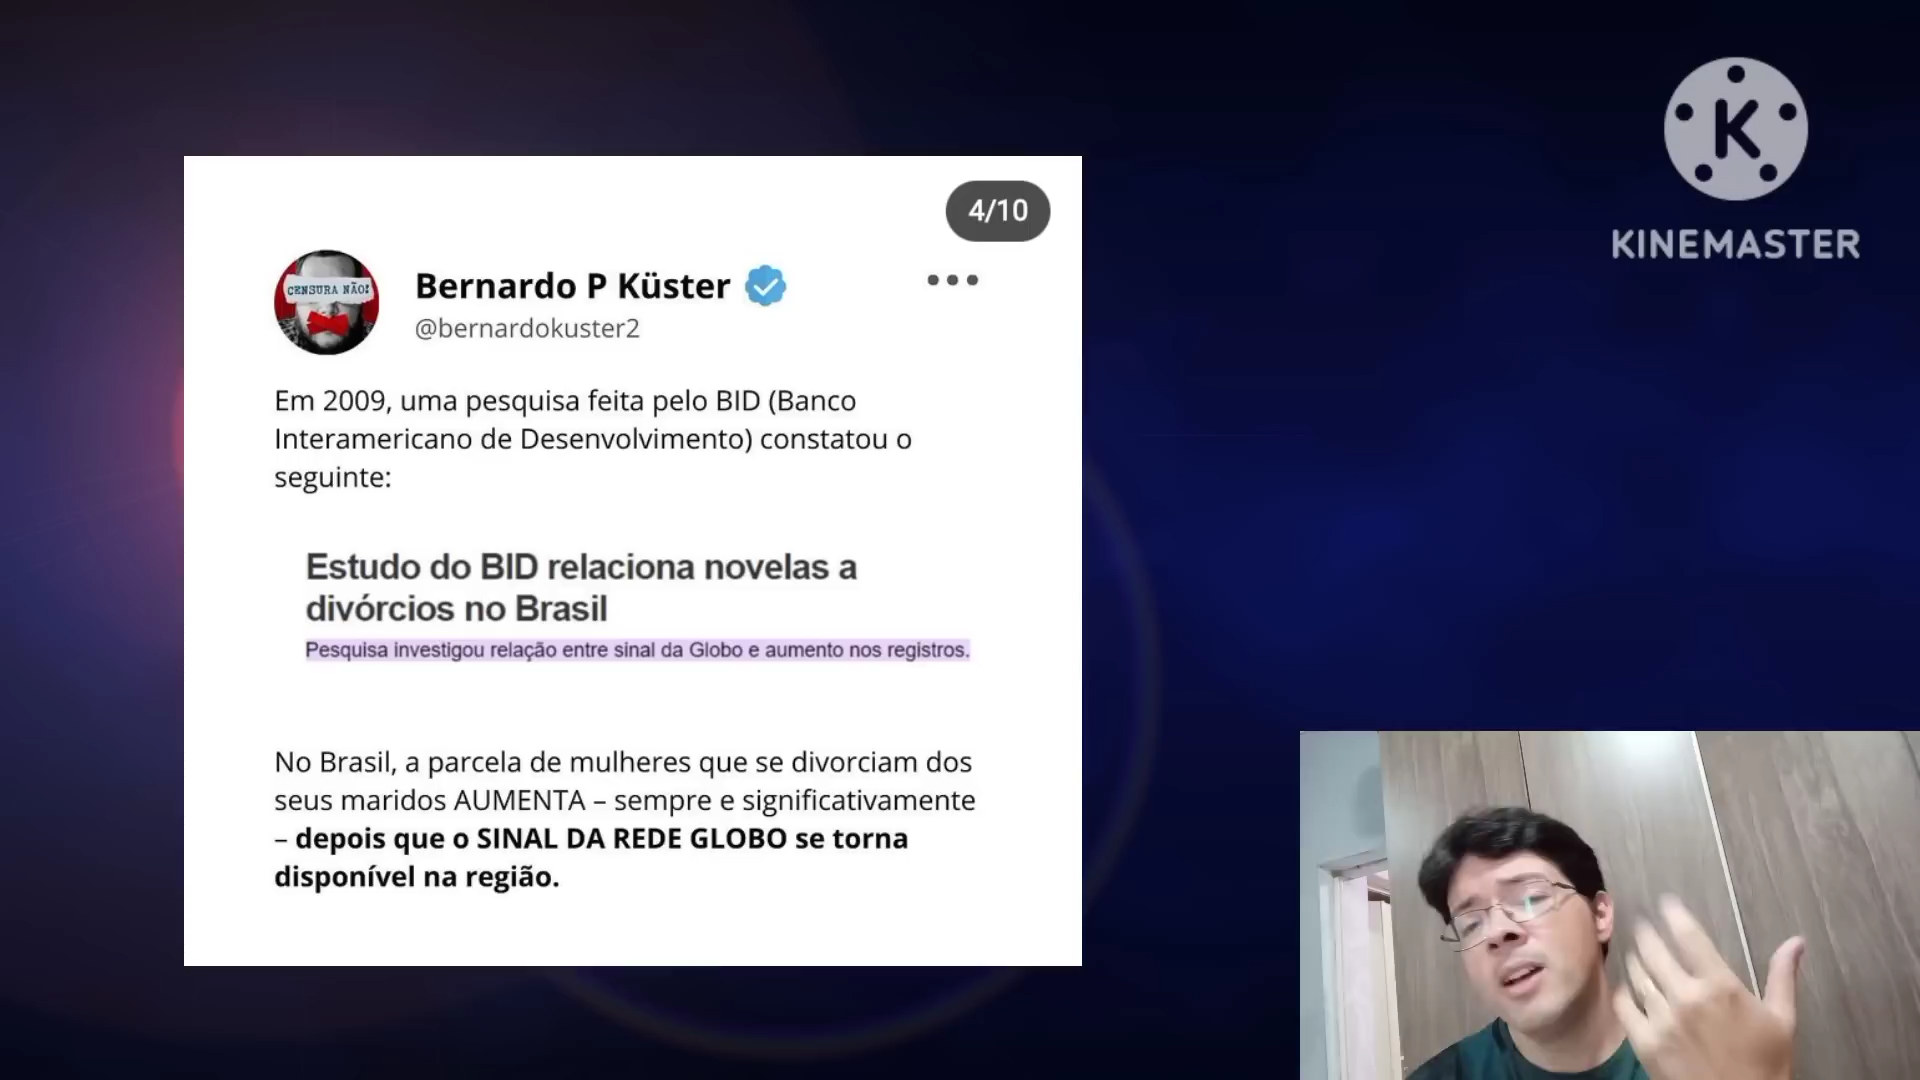 4/10
CENSURA NÃO!
Bernardo P Küster
@bernardokuster2
Em 2009, uma pesquisa feita pelo BID (Banco
Interamericano de Desenvolvimento) constatou o
seguinte:
Estudo do BID relaciona novelas a
divórcios no Brasil
Pesquisa investigou relação entre sinal da Globo e aumento nos registros.
No Brasil, a parcela de mulheres que se divorciam dos
seus maridos AUMENTA – sempre e significativamente
– depois que o SINAL DA REDE GLOBO se torna
disponível na região.
K
KINEMASTER